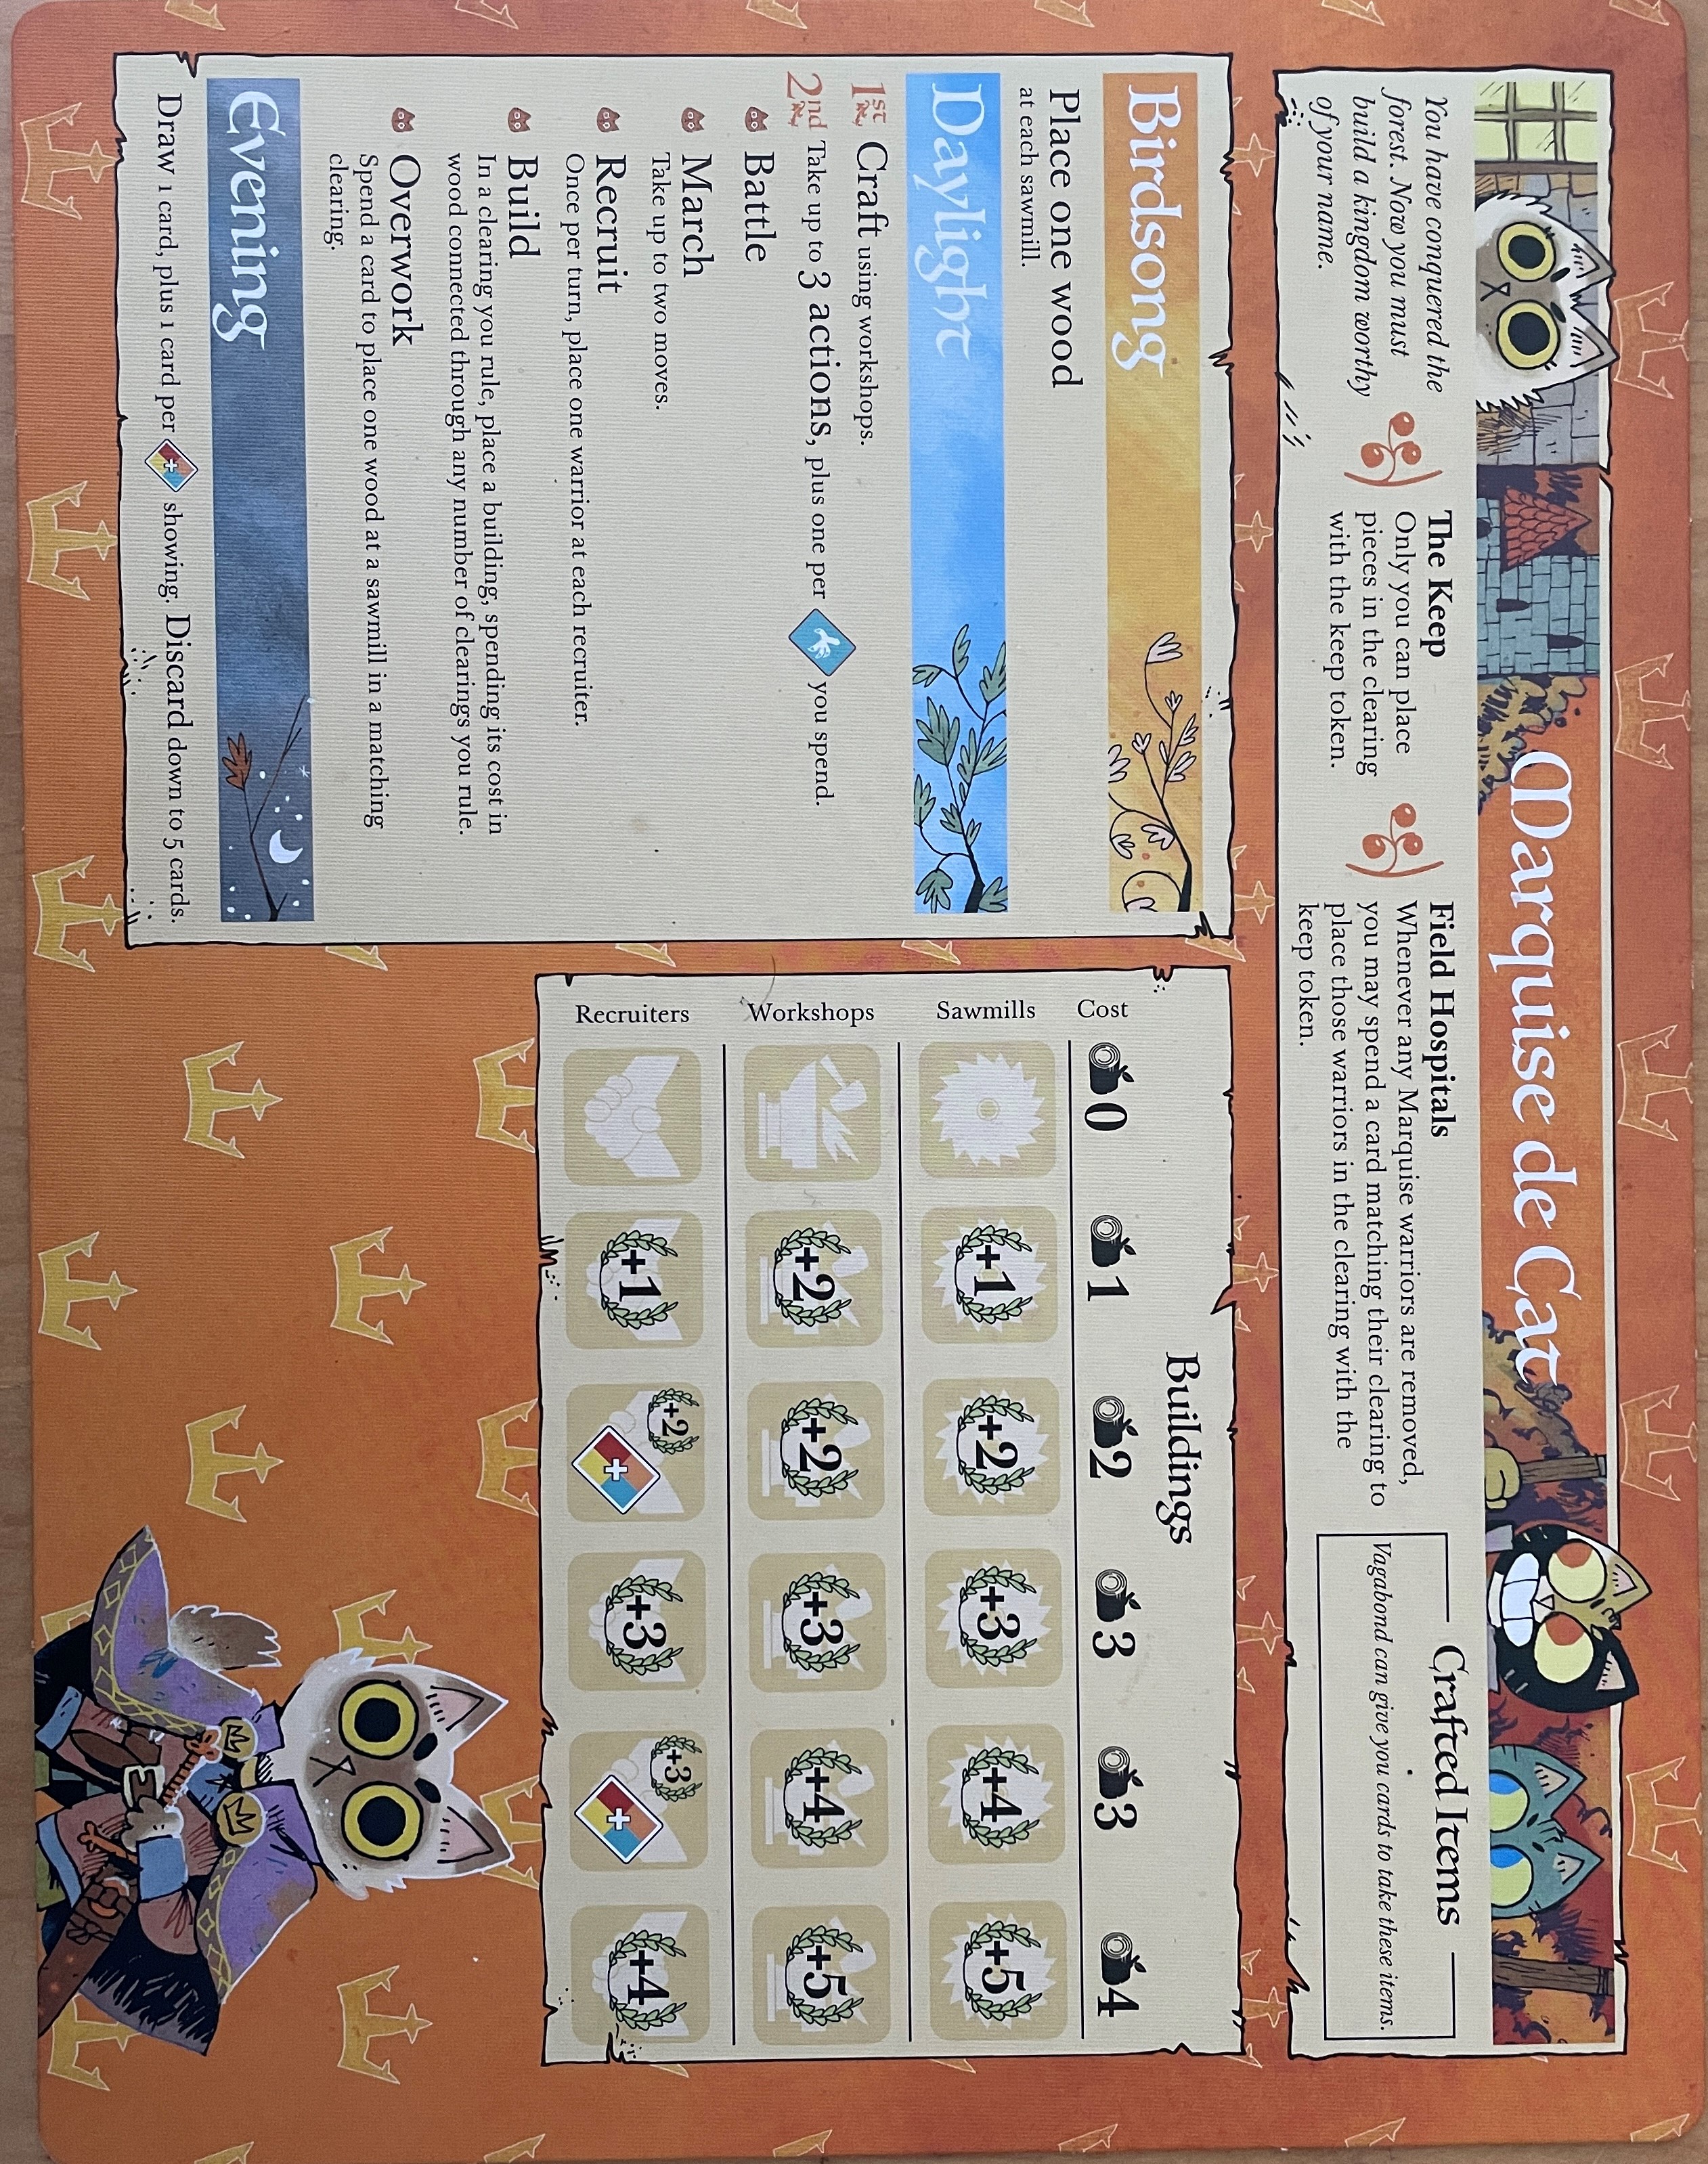 Marquise de Cat
You have conquered the
forest. Now you must
build a kingdom worthy
of your name.
The Keep
Only you can place
pieces in the clearing
with the keep token.
Field Hospitals
Whenever any Marquise warriors are removed,
you may spend a card matching their clearing to
place those warriors in the clearing with the
keep token.
Crafted Items
Vagabond can give you cards to take these items.
Birdsong
Place one wood
at each sawmill.
Daylight
1st Craft using workshops.
2nd Take up to 3 actions, plus one per you spend.
Battle
March
Take up to two moves.
Recruit
Once per turn, place one warrior at each recruiter.
Build
In a clearing you rule, place a building, spending its cost in
wood connected through any number of clearings you rule.
Overwork
Spend a card to place one wood at a sawmill in a matching
clearing.
Evening
Draw 1 card, plus 1 card per + showing. Discard down to 5 cards.
Buildings
Cost 0 1 2 3 3 4
Sawmills +1 +2 +3 +4 +5
Workshops +2 +2 +3 +4 +5
Recruiters +1 +2 + +3 +3 + +4